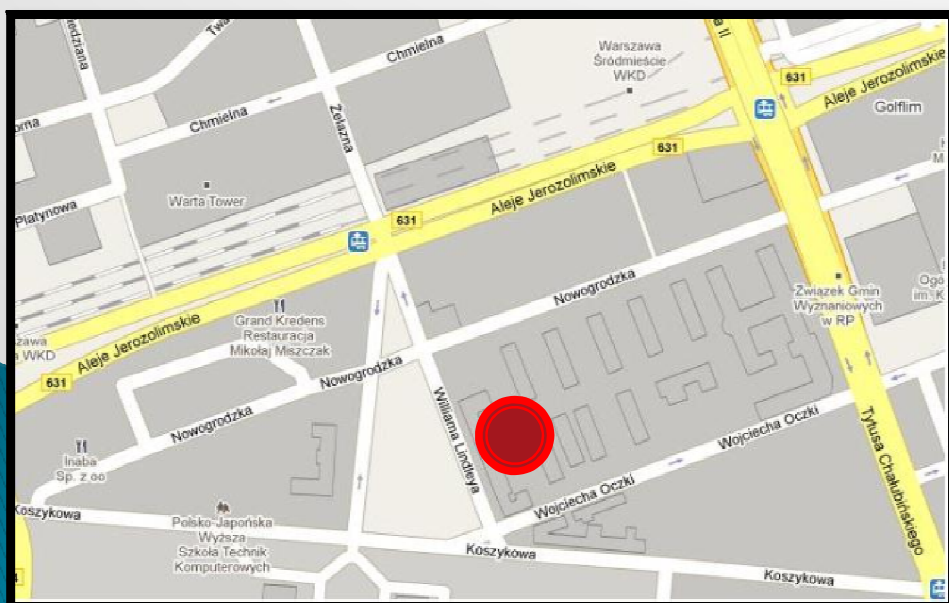 Chmielna
Warszawa
Śródmieście
WKD
631
Aleje Jerozolimskie
Golflim
Chmielna
Żelazna
631
Platynowa
Warta Tower
631
Aleje Jerozolimskie
Nowogrodzka
Związek Gmin
Wyznaniowych
w RP
Grand Kredens
Restauracja
Mikołaj Miszczak
WKD
Aleje Jerozolimskie
631
Nowogrodzka
Nowogrodzka
Williama Lindleya
Wojciecha Oczki
Tytusa Chałubińskiego
Inaba
Sp. z oo
Wojciecha Oczki
Koszykowa
Polsko-Japońska
Wyższa
Szkoła Technik
Komputerowych
Koszykowa
Koszykowa